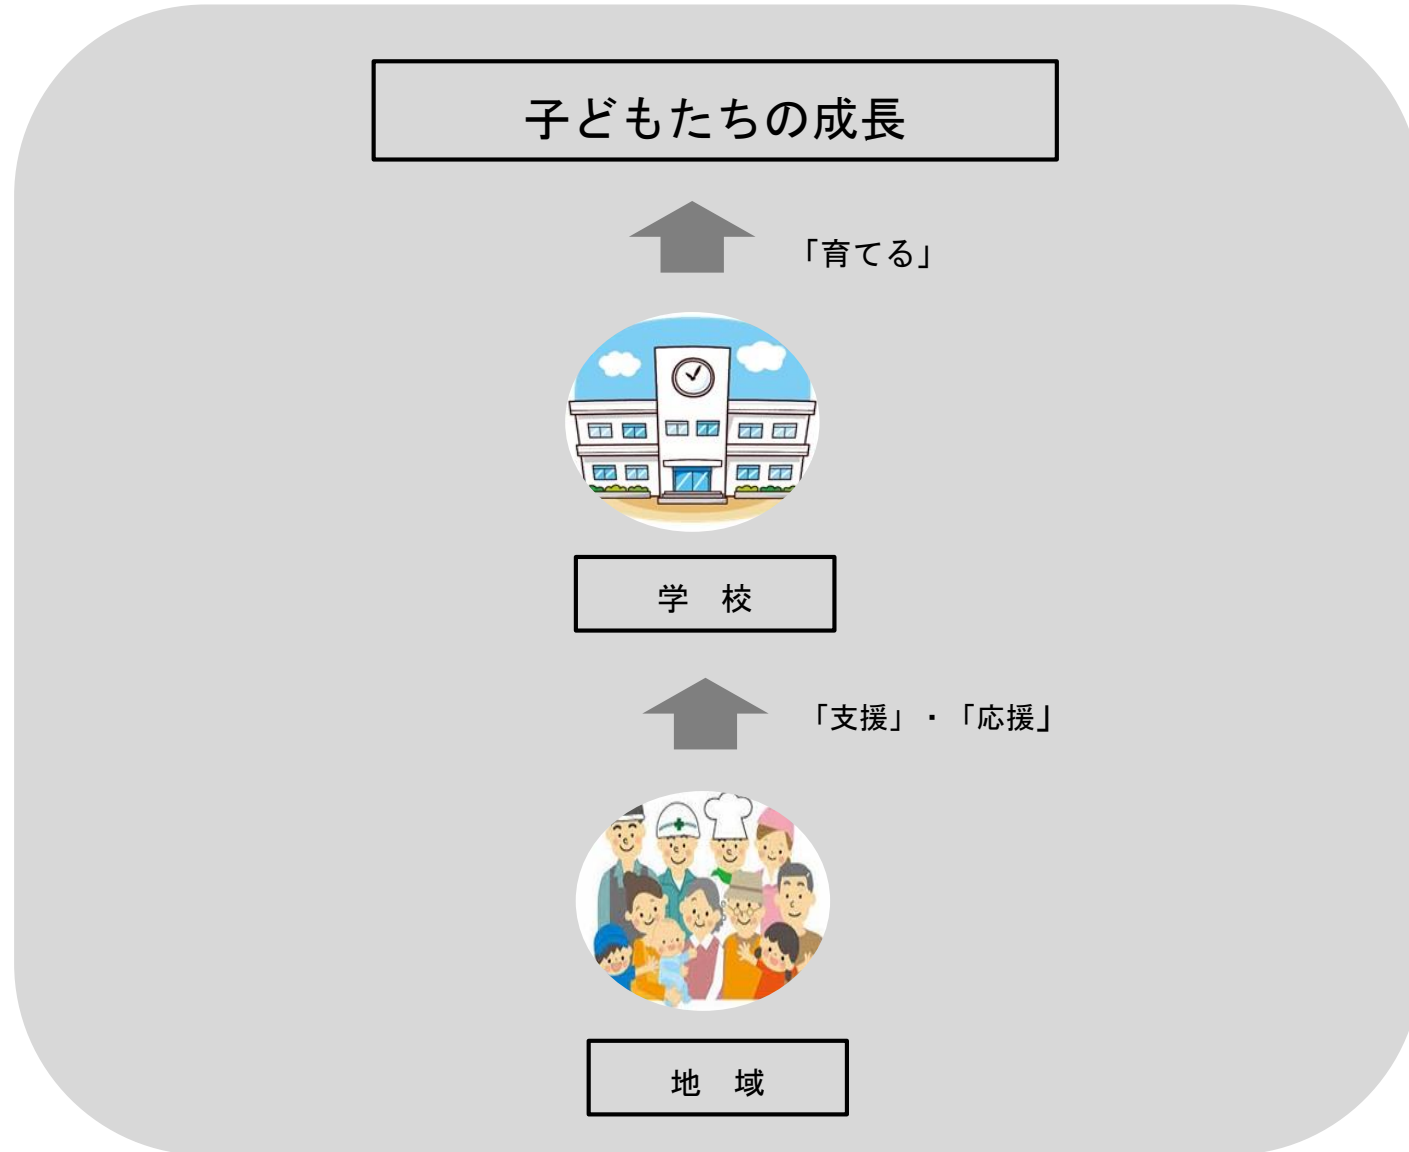 子どもたちの成長
「育てる」
学　校
「支援」・「応援」
地　域